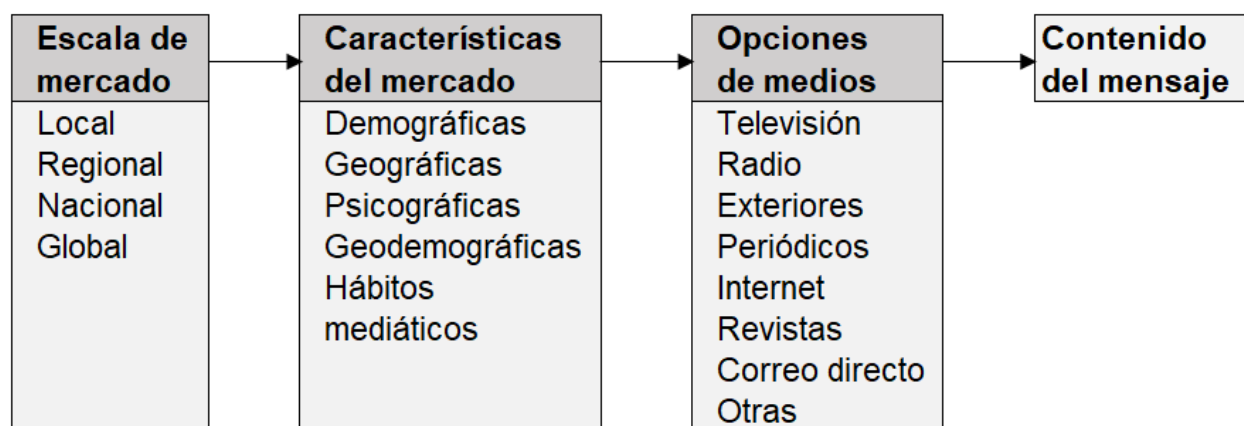 Escala de
mercado
Local
Regional
Nacional
Global
Características
del mercado
Demográficas
Geográficas
Psicográficas
Geodemográficas
Hábitos
mediáticos
Opciones
de medios
Televisión
Radio
Exteriores
Periódicos
Internet
Revistas
Correo directo
Otras
Contenido
del mensaje